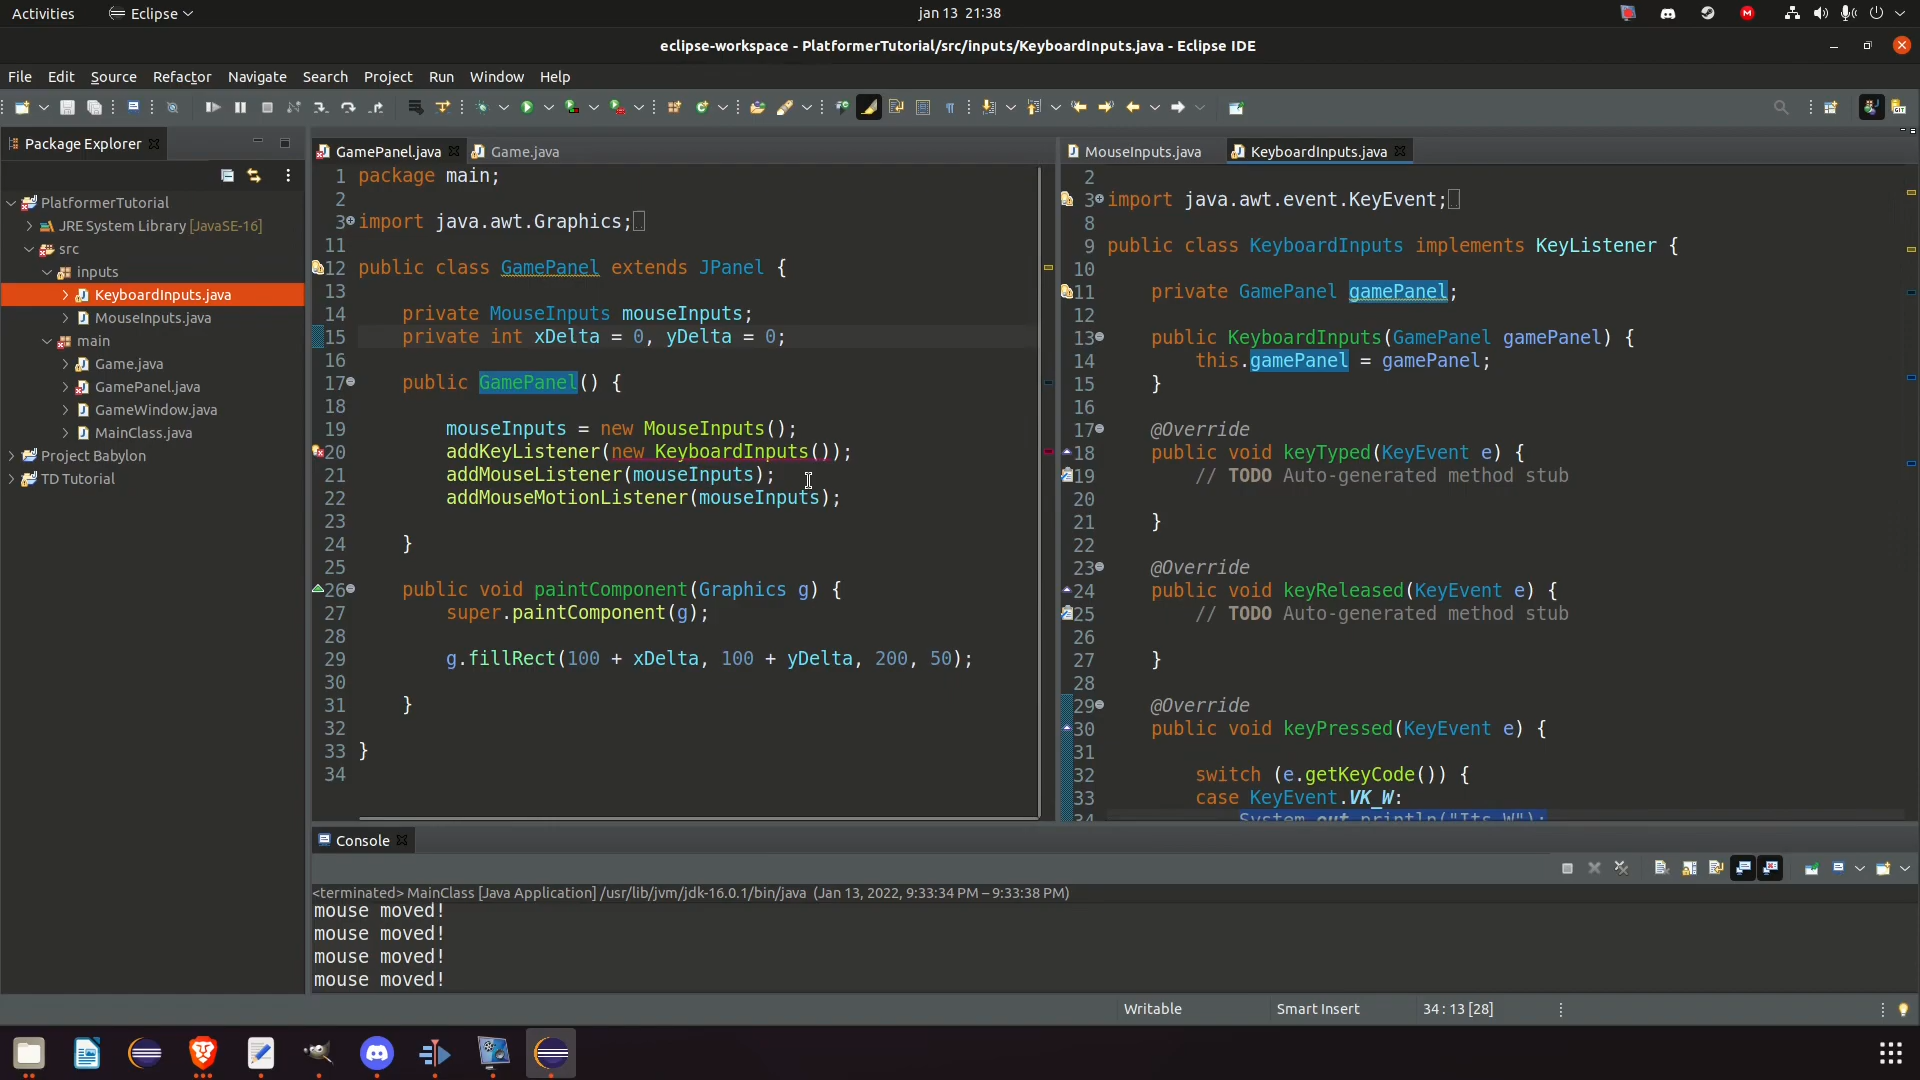 Activities
Eclipse
jan 13 21:38
eclipse-workspace - PlatformerTutorial/src/inputs/KeyboardInputs.java - Eclipse IDE
File Edit Source Refactor Navigate Search Project Run Window Help
Package Explorer
PlatformerTutorial
JRE System Library [JavaSE-16]
src
inputs
KeyboardInputs.java
MouseInputs.java
main
Game.java
GamePanel.java
GameWindow.java
MainClass.java
Project Babylon
TD Tutorial
GamePanel.java Game.java
1 package main;
2
3 import java.awt.Graphics;
11
12 public class GamePanel extends JPanel {
13
14 private MouseInputs mouseInputs;
15 private int xDelta = 0, yDelta = 0;
16
17 public GamePanel() {
18
19 mouseInputs = new MouseInputs();
20 addKeyListener(new KeyboardInputs());
21 addMouseListener(mouseInputs);
22 addMouseMotionListener(mouseInputs);
23
24 }
25
26 public void paintComponent(Graphics g) {
27 super.paintComponent(g);
28
29 g.fillRect(100 + xDelta, 100 + yDelta, 200, 50);
30
31 }
32
33 }
34
MouseInputs.java KeyboardInputs.java
2
3 import java.awt.event.KeyEvent;
8
9 public class KeyboardInputs implements KeyListener {
10
11 private GamePanel gamePanel;
12
13 public KeyboardInputs(GamePanel gamePanel) {
14 this.gamePanel = gamePanel;
15 }
16
17 @Override
18 public void keyTyped(KeyEvent e) {
19 // TODO Auto-generated method stub
20
21 }
22
23 @Override
24 public void keyReleased(KeyEvent e) {
25 // TODO Auto-generated method stub
26
27 }
28
29 @Override
30 public void keyPressed(KeyEvent e) {
31
32 switch (e.getKeyCode()) {
33 case KeyEvent.VK_W:
34 System.out.println("Its W");
Console
<terminated> MainClass [Java Application] /usr/lib/jvm/jdk-16.0.1/bin/java (Jan 13, 2022, 9:33:34 PM – 9:33:38 PM)
mouse moved!
mouse moved!
mouse moved!
mouse moved!
Writable
Smart Insert
34 : 13 [28]